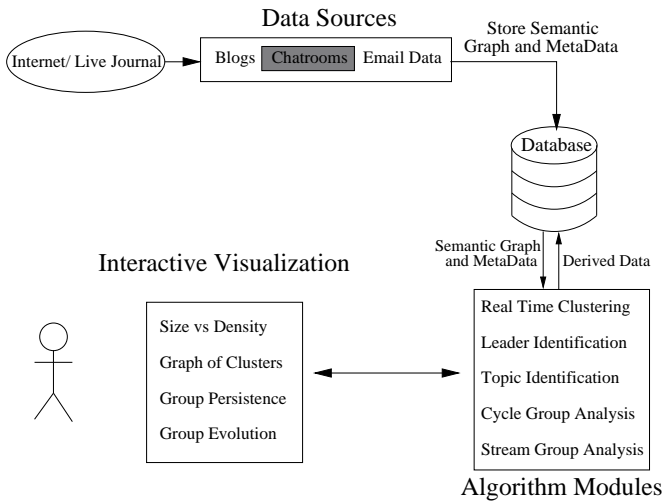 Data Sources
Internet/ Live Journal
Blogs Chatrooms Email Data
Store Semantic
Graph and MetaData
Database
Semantic Graph
and MetaData
Derived Data
Interactive Visualization
Size vs Density
Graph of Clusters
Group Persistence
Group Evolution
Real Time Clustering
Leader Identification
Topic Identification
Cycle Group Analysis
Stream Group Analysis
Algorithm Modules